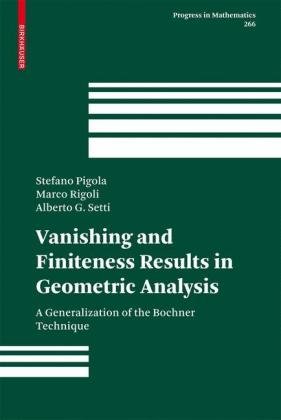 BIRKHÄUSER
Progress in Mathematics
266
Stefano Pigola
Marco Rigoli
Alberto G. Setti
Vanishing and
Finiteness Results in
Geometric Analysis
A Generalization of the Bochner
Technique